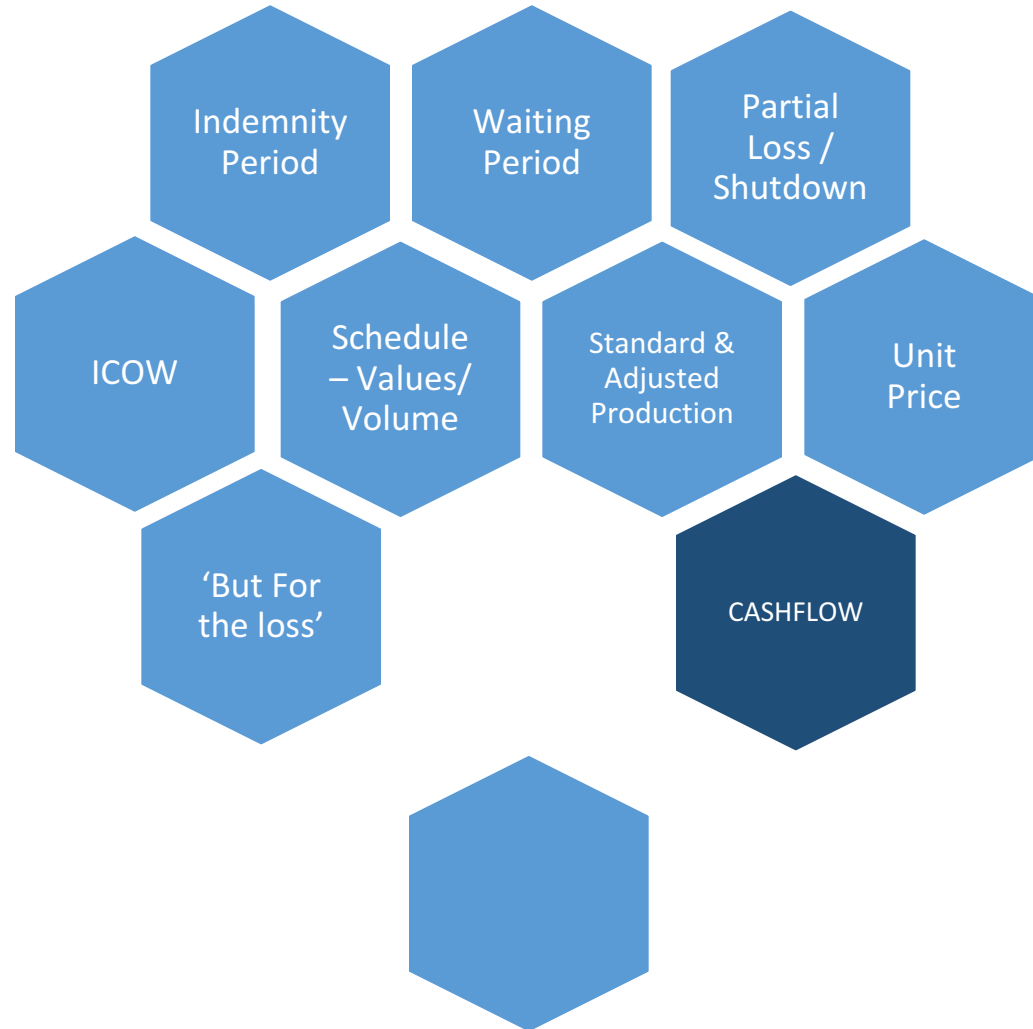 Indemnity
Period
Waiting
Period
Partial
Loss /
Shutdown
ICOW
Schedule
– Values/
Volume
Standard &
Adjusted
Production
Unit
Price
‘But For
the loss’
CASHFLOW